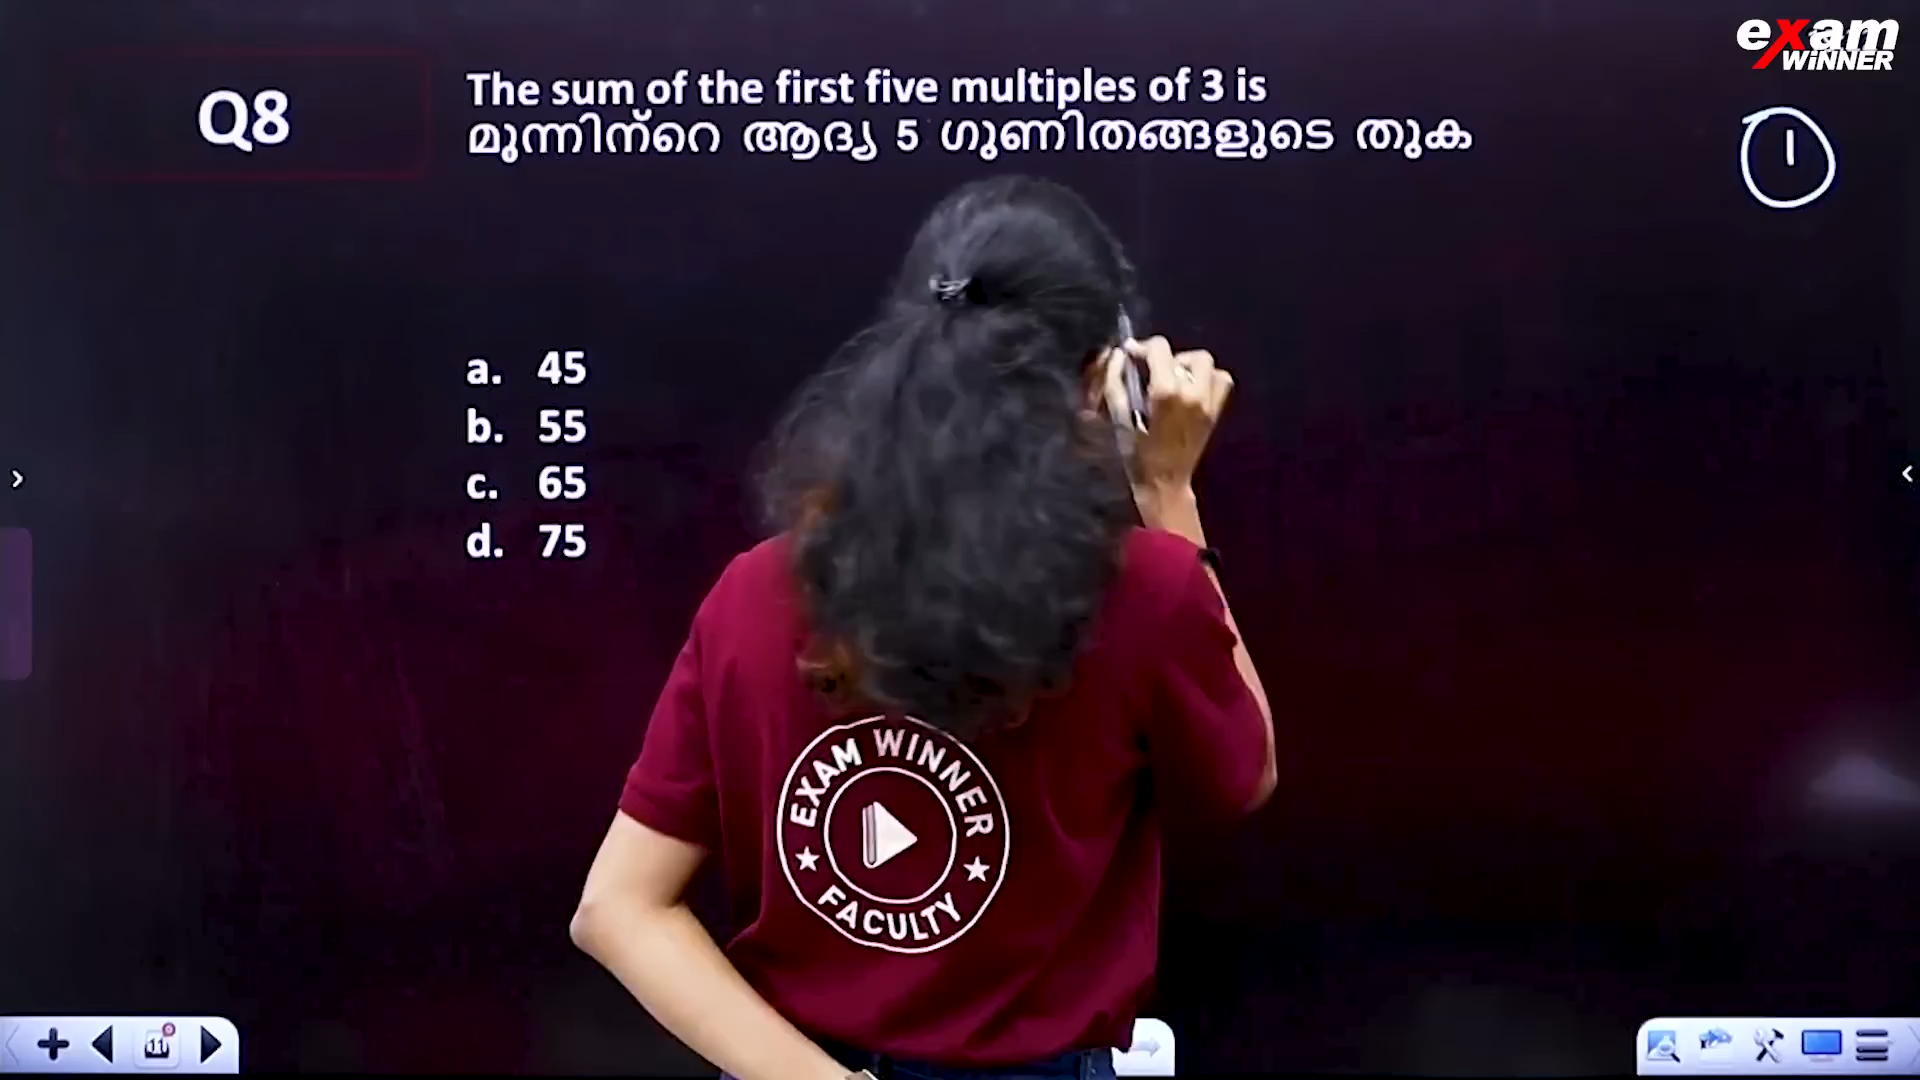 exam
WiNNER
Q8
The sum of the first five multiples of 3 is
മൂന്നിന്റെ ആദ്യ 5 ഗുണിതങ്ങളുടെ തുക
1
a. 45
b. 55
c. 65
d. 75
EXAM WINNER
FACULTY